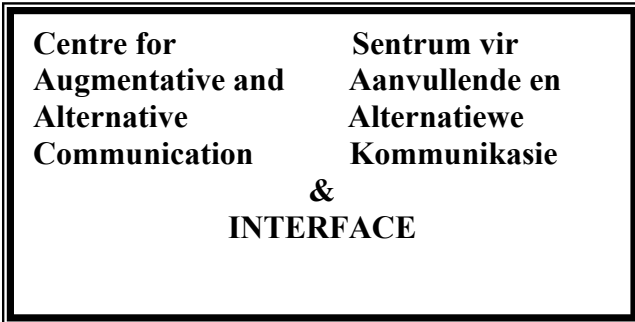 Centre for Sentrum vir
Augmentative and Aanvullende en
Alternative Alternatiewe
Communication Kommunikasie
&
INTERFACE